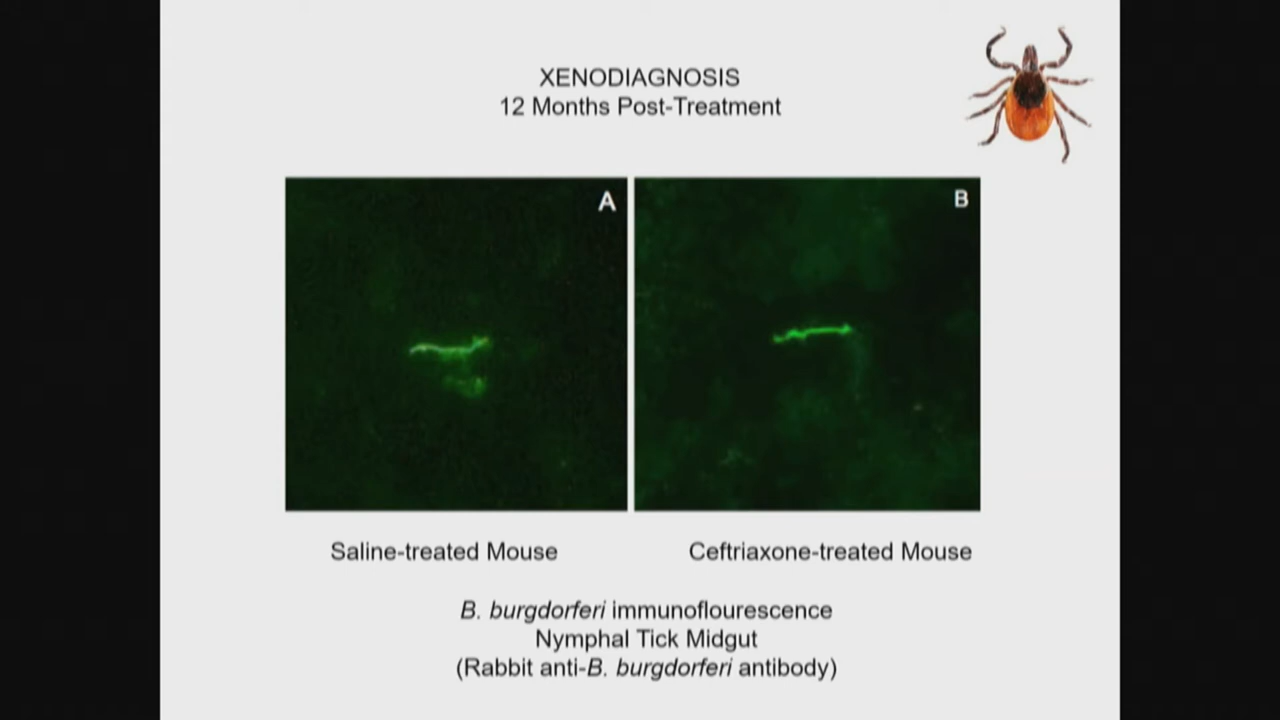 XENODIAGNOSIS
12 Months Post-Treatment
A
B
Saline-treated Mouse
Ceftriaxone-treated Mouse
B. burgdorferi immunoflourescence
Nymphal Tick Midgut
(Rabbit anti-B. burgdorferi antibody)